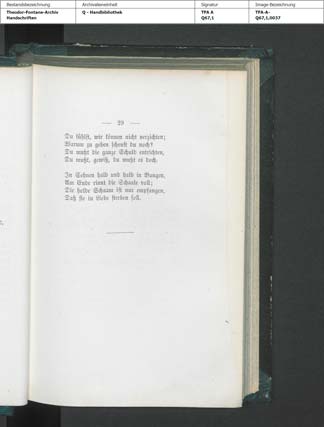 Bestandsbezeichnung Archivalieneinheit Signatur Image-Bezeichnung
Theodor-Fontane-Archiv Q - Handbibliothek TFA A TFA-A-
Handschriften Q67,1 Q67,1,0037
— 29 —
Du fühlst, wir können nicht verzichten;
Warum zu geben scheust du noch?
Du mußt die ganze Schuld entrichten,
Du mußt, gewiß, du mußt es doch.
In Sehnen halb und halb in Bangen,
Am Ende rinnt die Schale voll;
Die holde Scham ist nur empfangen,
Daß sie in Liebe sterben soll.